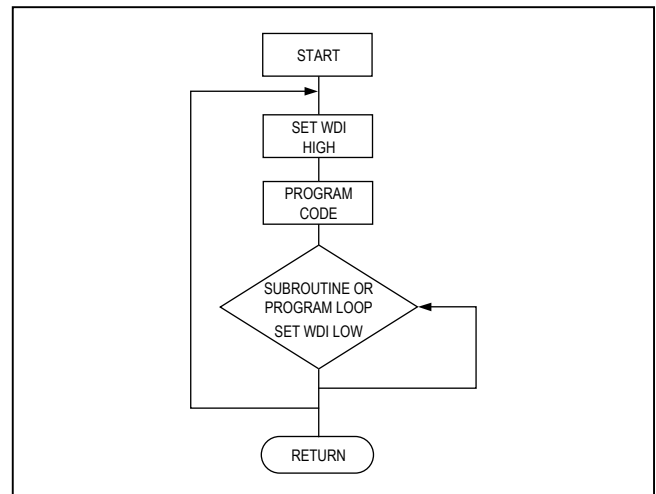 START
SET WDI
HIGH
PROGRAM
CODE
SUBROUTINE OR
PROGRAM LOOP
SET WDI LOW
RETURN